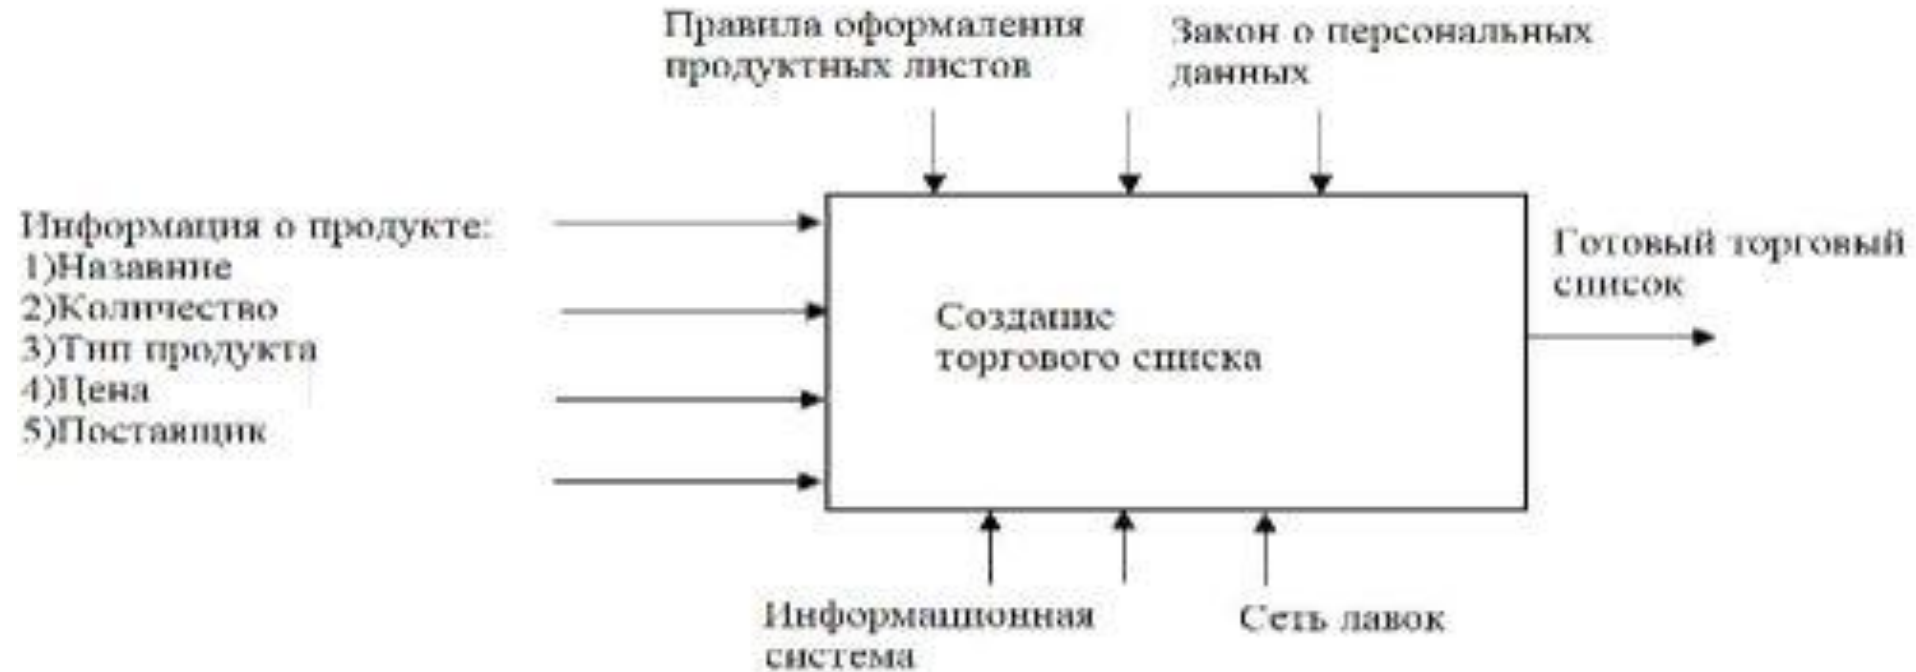 Правила оформаления
продуктных листов
Закон о персональных
данных
Информация о продукте:
1)Назавние
2)Количество
3)Тип продукта
4)Цена
5)Поставщик
Создание
торгового списка
Готовый торговый
список
Информационная
система
Сеть лавок